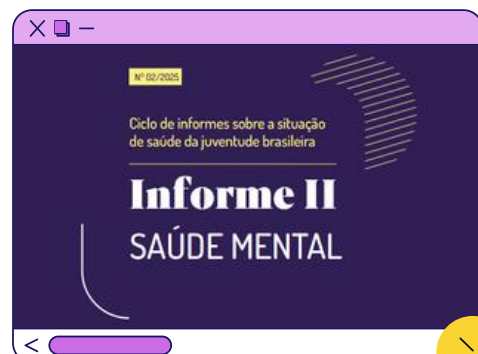 Nº 02/2025
Ciclo de informes sobre a situação
de saúde da juventude brasileira
Informe II
SAÚDE MENTAL